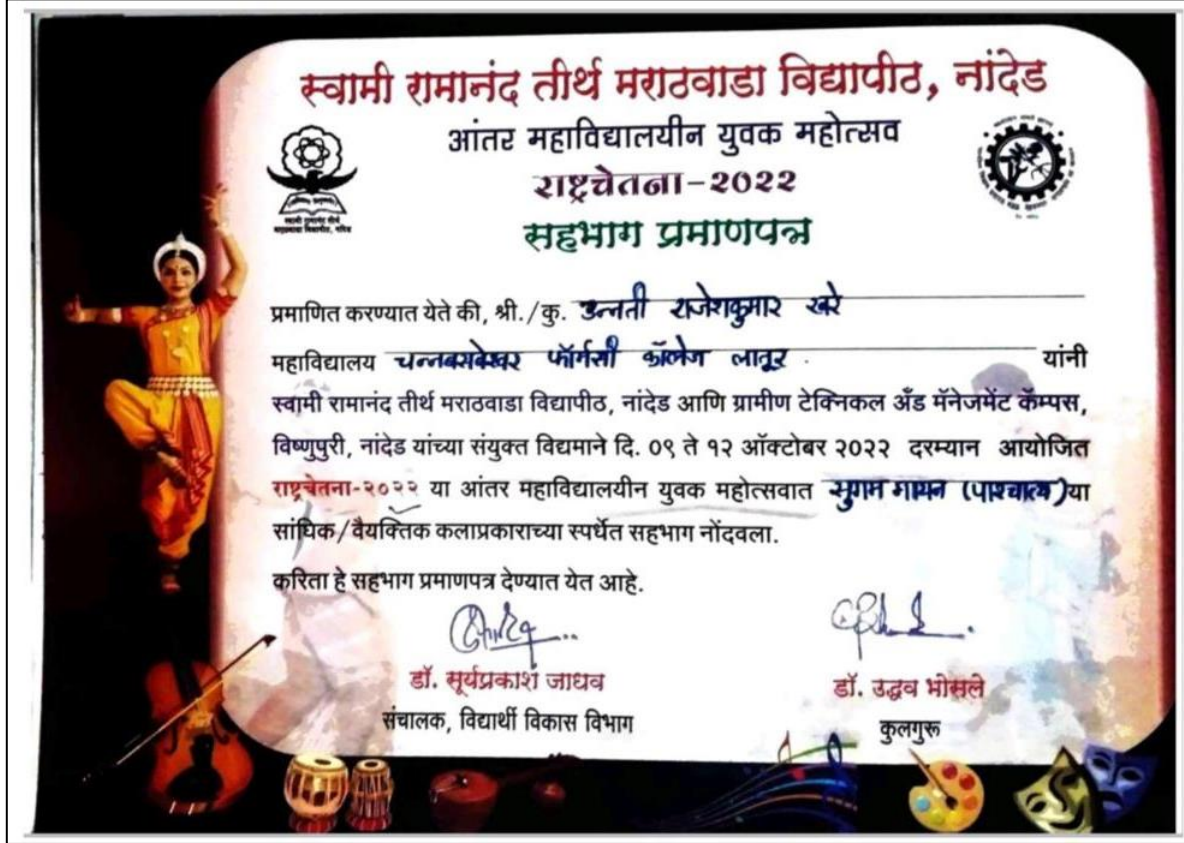 स्वामी रामानंद तीर्थ मराठवाडा विद्यापीठ, नांदेड
आंतर महाविद्यालयीन युवक महोत्सव
राष्ट्रचेतना-२०२२
सहभाग प्रमाणपत्र
स्वामी रामानंद तीर्थ
मराठवाडा विद्यापीठ, नांदेड
प्रमाणित करण्यात येते की, श्री./कु. उन्नती राजेशकुमार खरे
महाविद्यालय चन्नबसवेश्वर फॉर्मसी कॉलेज लातूर . यांनी
स्वामी रामानंद तीर्थ मराठवाडा विद्यापीठ, नांदेड आणि ग्रामीण टेक्निकल अँड मॅनेजमेंट कॅम्पस,
विष्णुपुरी, नांदेड यांच्या संयुक्त विद्यमाने दि. ०९ ते १२ ऑक्टोबर २०२२ दरम्यान आयोजित
राष्ट्रचेतना-२०२२ या आंतर महाविद्यालयीन युवक महोत्सवात सुगम गायन (पाश्चात्य) या
सांघिक/वैयक्तिक कलाप्रकाराच्या स्पर्धेत सहभाग नोंदवला.
करिता हे सहभाग प्रमाणपत्र देण्यात येत आहे.
डॉ. सूर्यप्रकाश जाधव
संचालक, विद्यार्थी विकास विभाग
डॉ. उद्धव भोसले
कुलगुरू